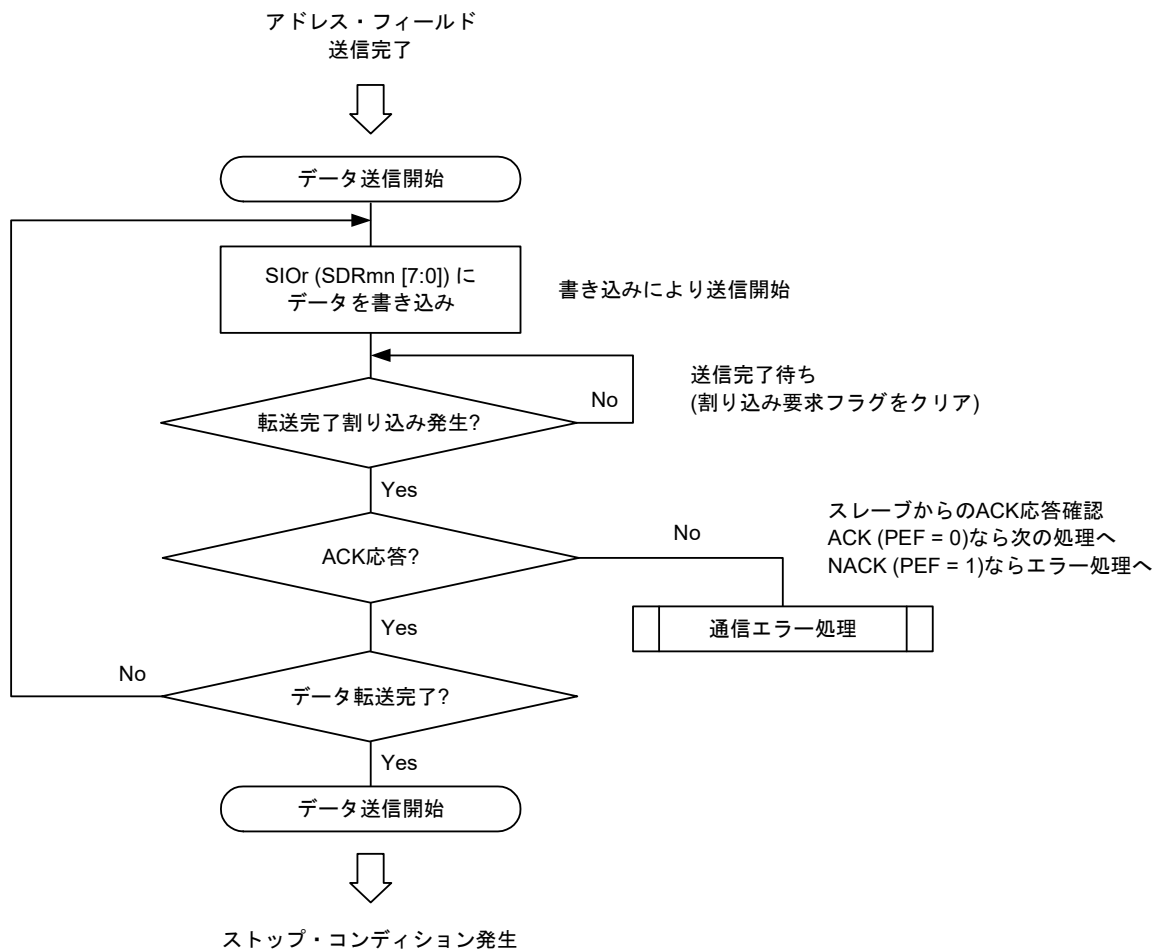 アドレス・フィールド
送信完了
データ送信開始
SIOr (SDRmn [7:0]) に
データを書き込み
書き込みにより送信開始
送信完了待ち
(割り込み要求フラグをクリア)
No
転送完了割り込み発生?
Yes
スレーブからのACK応答確認
ACK (PEF = 0)なら次の処理へ
NACK (PEF = 1)ならエラー処理へ
No
ACK応答?
通信エラー処理
Yes
No
データ転送完了?
Yes
データ送信開始
ストップ・コンディション発生